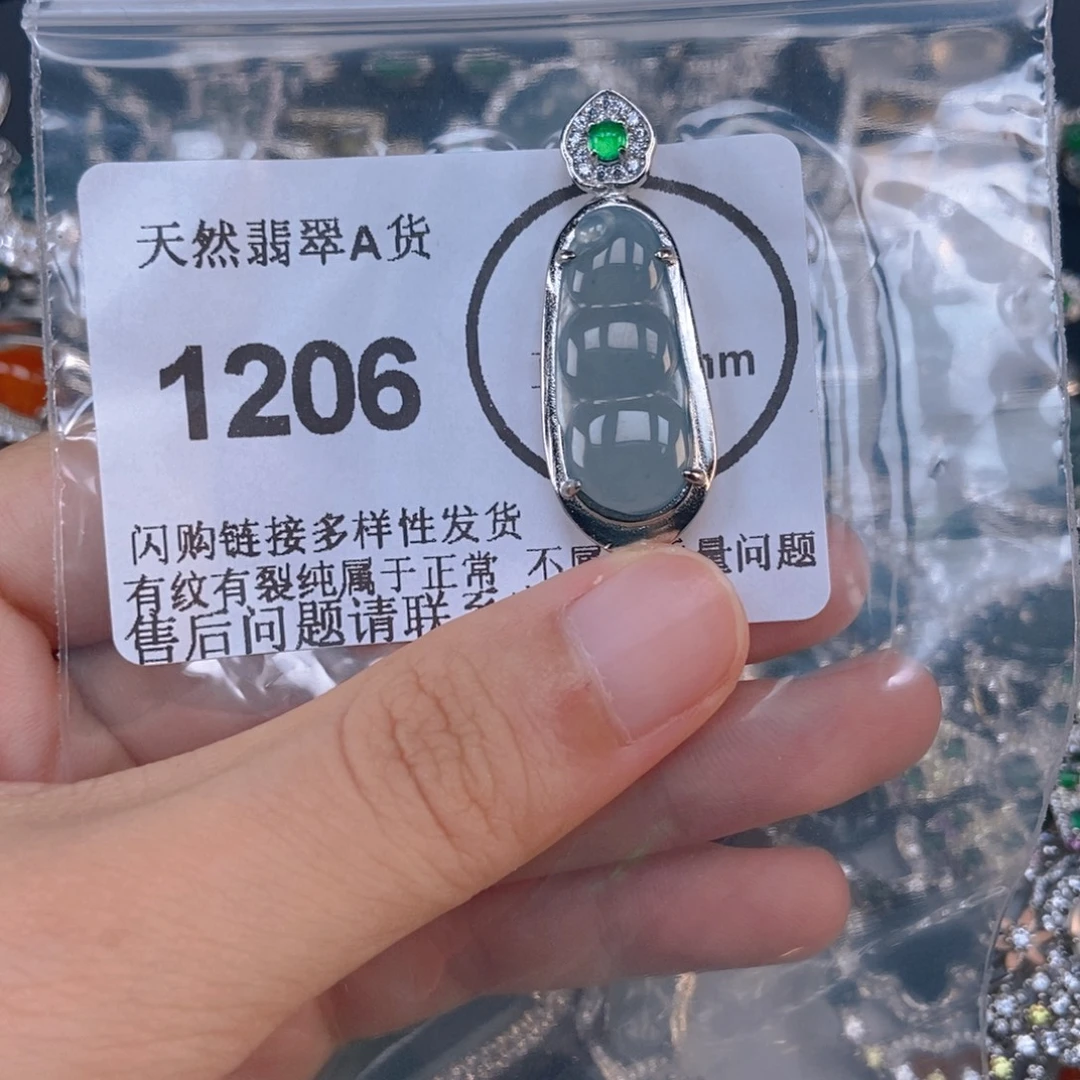 天然翡翠A货
1206
mm
闪购链接多样性发货
有纹有裂纯属于正常 不属 量问题
售后问题请联